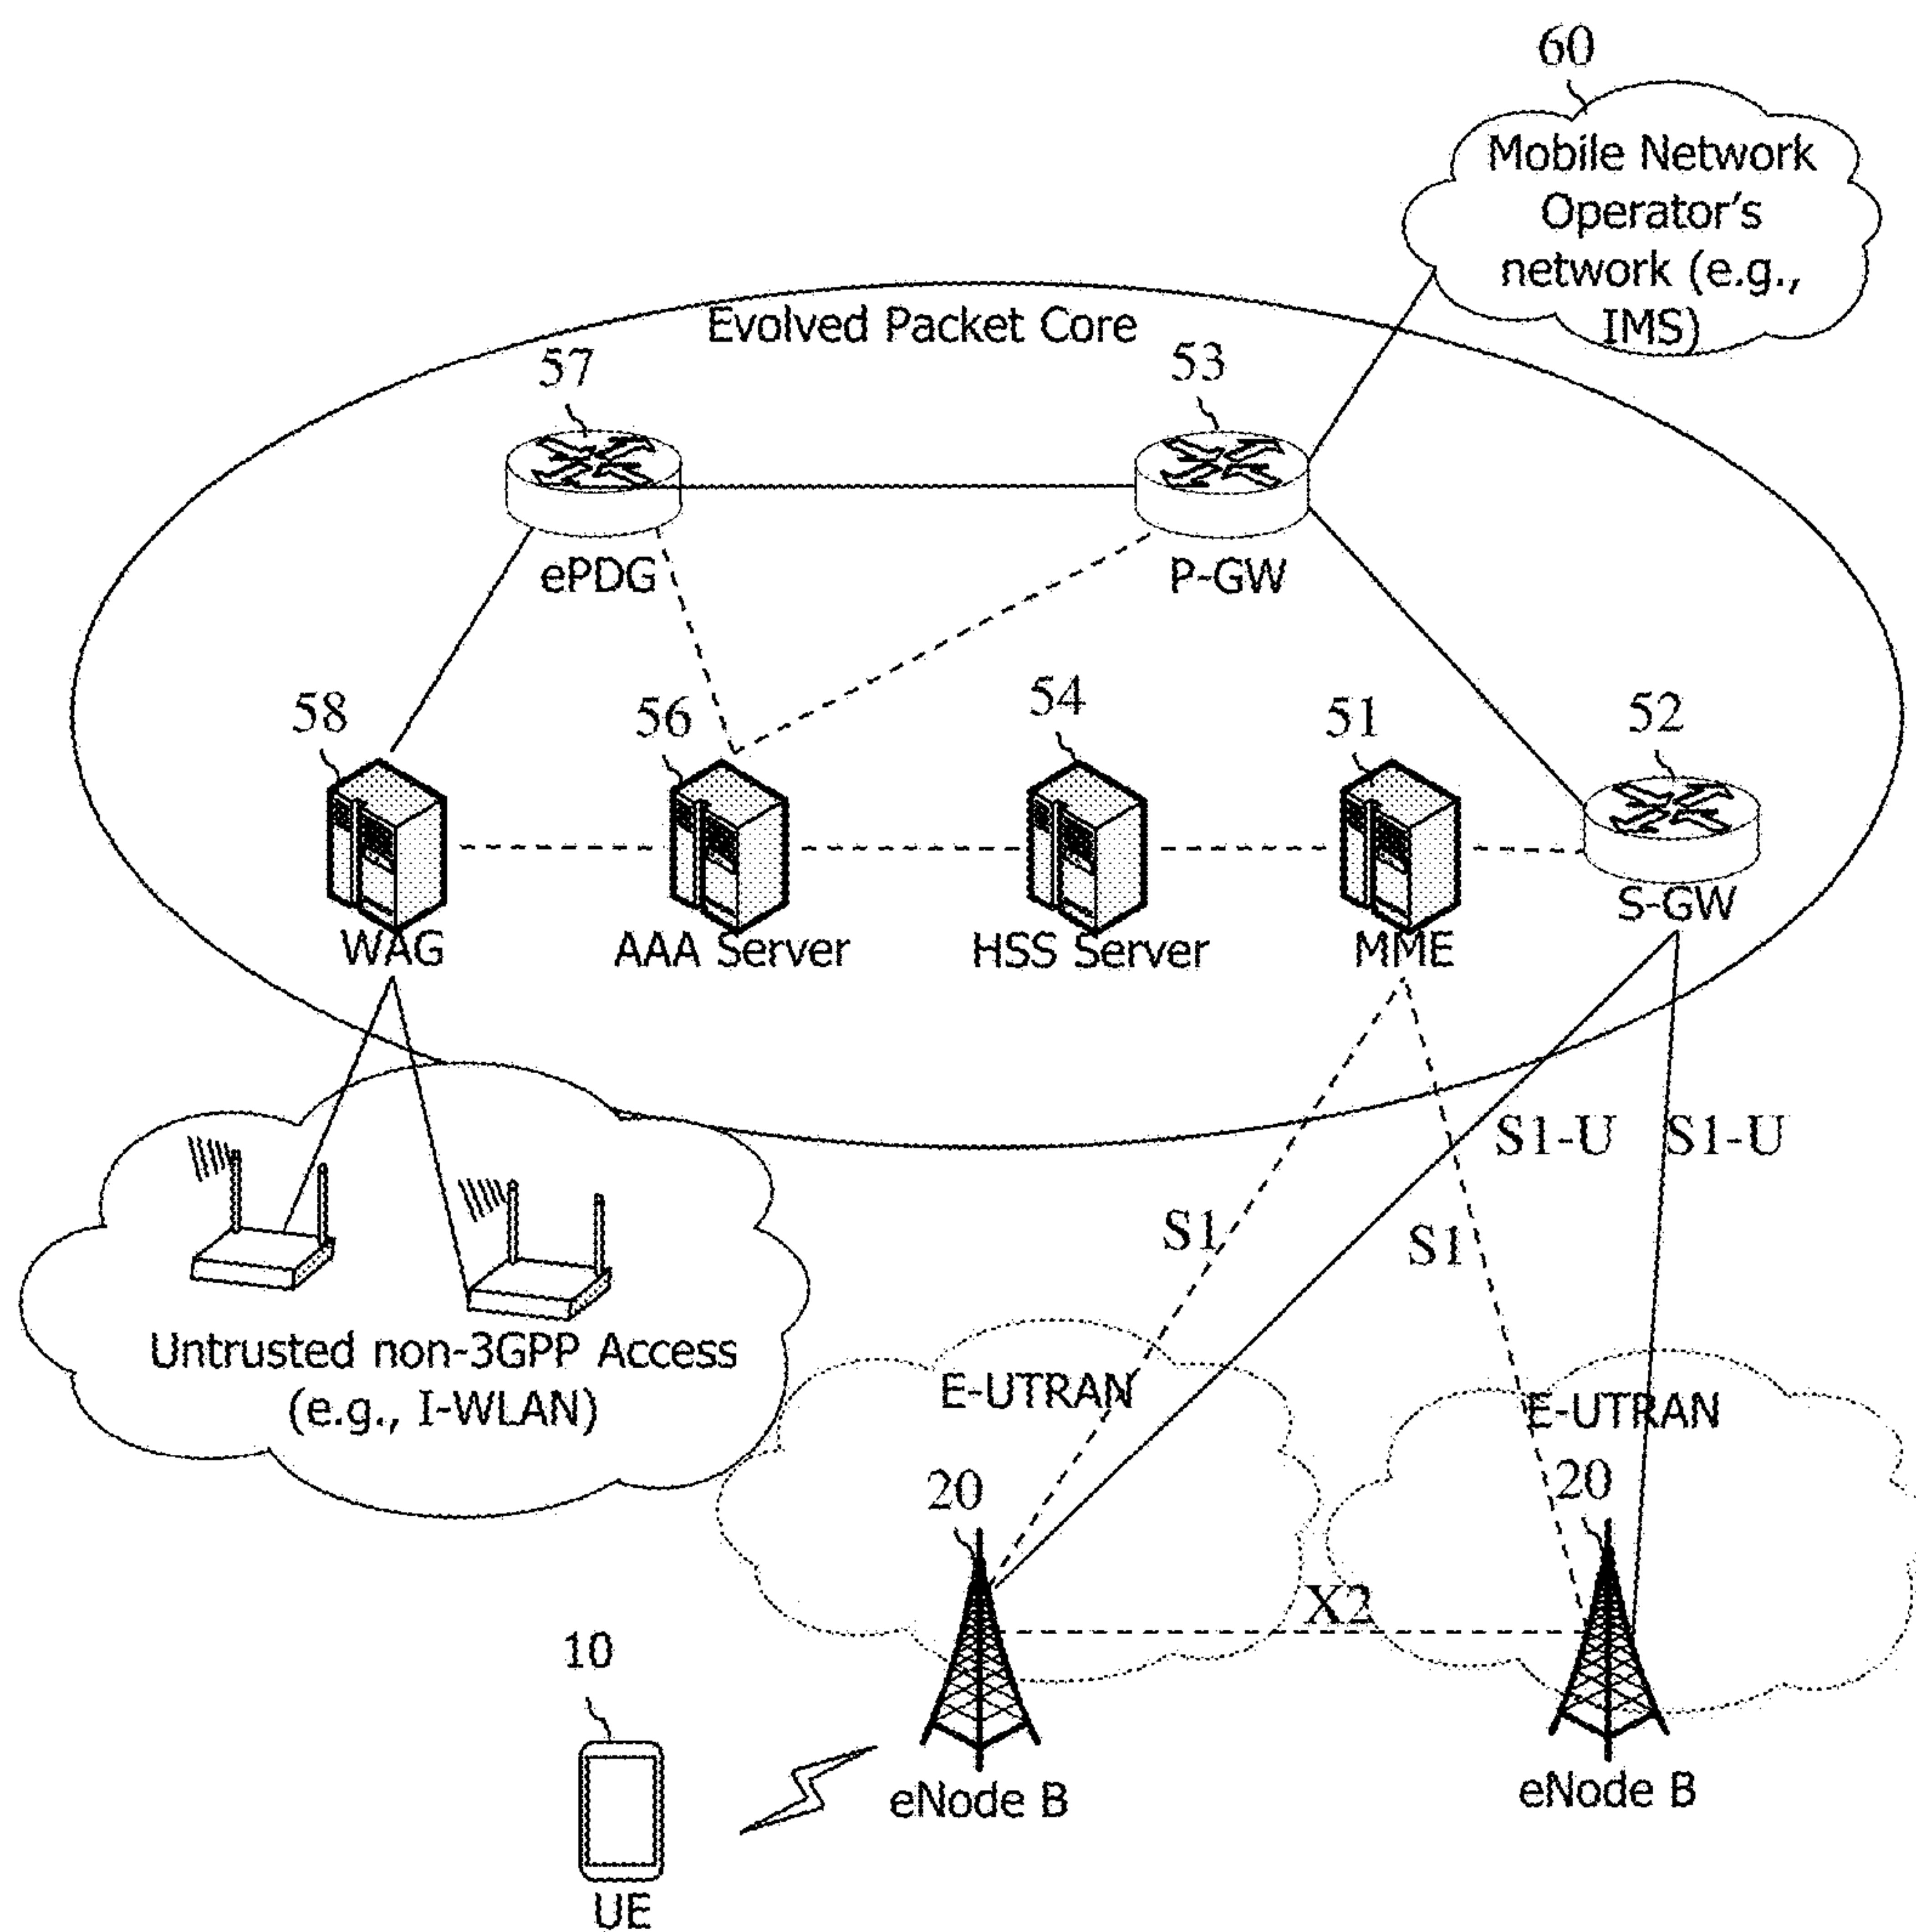 60
Mobile Network
Operator's
network (e.g.,
IMS)
Evolved Packet Core
57
53
ePDG
P-GW
58
56
54
51
52
WAG
AAA Server
HSS Server
MME
S-GW
S1-U
S1-U
S1
S1
Untrusted non-3GPP Access
(e.g., I-WLAN)
E-UTRAN
E-UTRAN
20
20
X2
10
eNode B
eNode B
UE